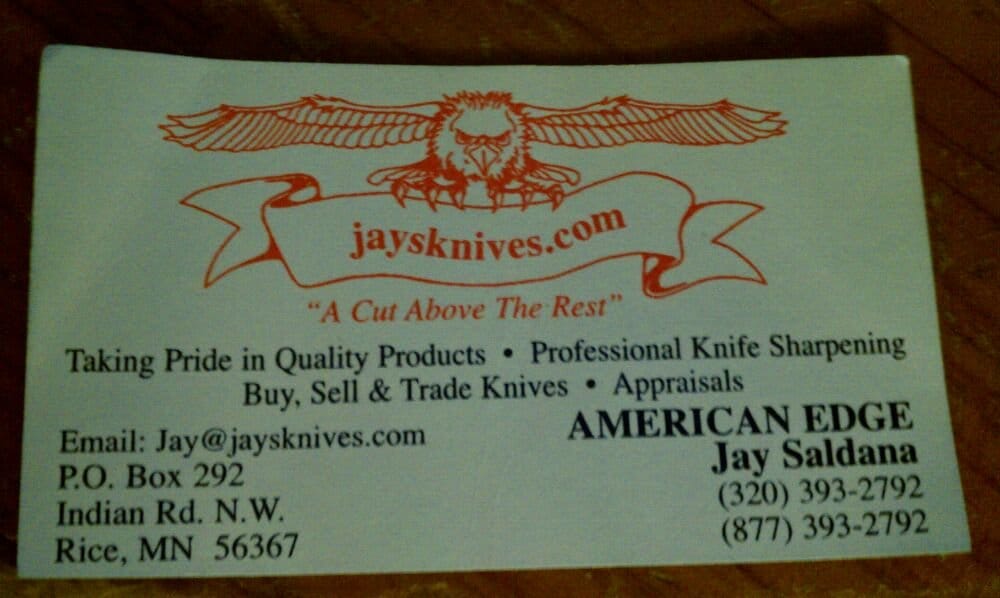 jaysknives.com
"A Cut Above The Rest"
Taking Pride in Quality Products • Professional Knife Sharpening
Buy, Sell & Trade Knives • Appraisals
AMERICAN EDGE
Jay Saldana
(320) 393-2792
(877) 393-2792
Email: Jay@jaysknives.com
P.O. Box 292
Indian Rd. N.W.
Rice, MN 56367